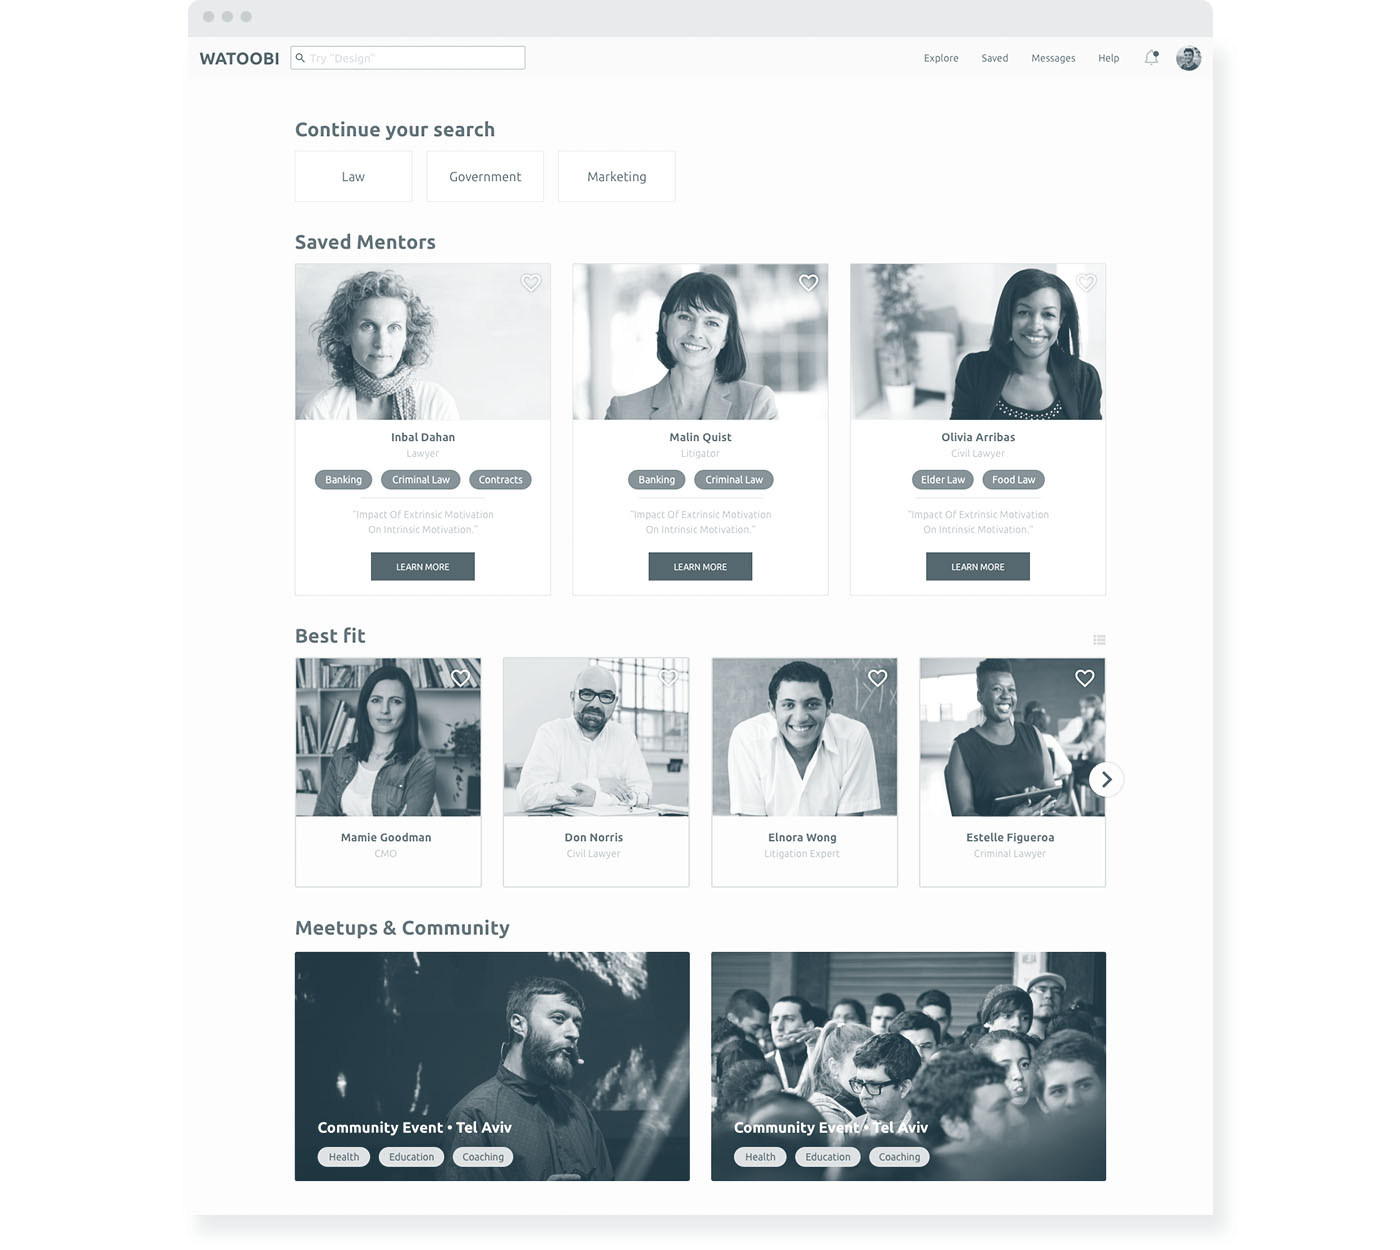 WATOOBI
Try "Design"
Explore Saved Messages Help
Continue your search
Law Government Marketing
Saved Mentors
Inbal Dahan
Lawyer
Banking Criminal Law Contracts
"Impact Of Extrinsic Motivation
On Intrinsic Motivation."
LEARN MORE
Malin Quist
Litigator
Banking Criminal Law
"Impact Of Extrinsic Motivation
On Intrinsic Motivation."
LEARN MORE
Olivia Arribas
Civil Lawyer
Elder Law Food Law
"Impact Of Extrinsic Motivation
On Intrinsic Motivation."
LEARN MORE
Best fit
Mamie Goodman
CMO
Don Norris
Civil Lawyer
Elnora Wong
Litigation Expert
Estelle Figueroa
Criminal Lawyer
Meetups & Community
Community Event • Tel Aviv
Health Education Coaching
Community Event • Tel Aviv
Health Education Coaching